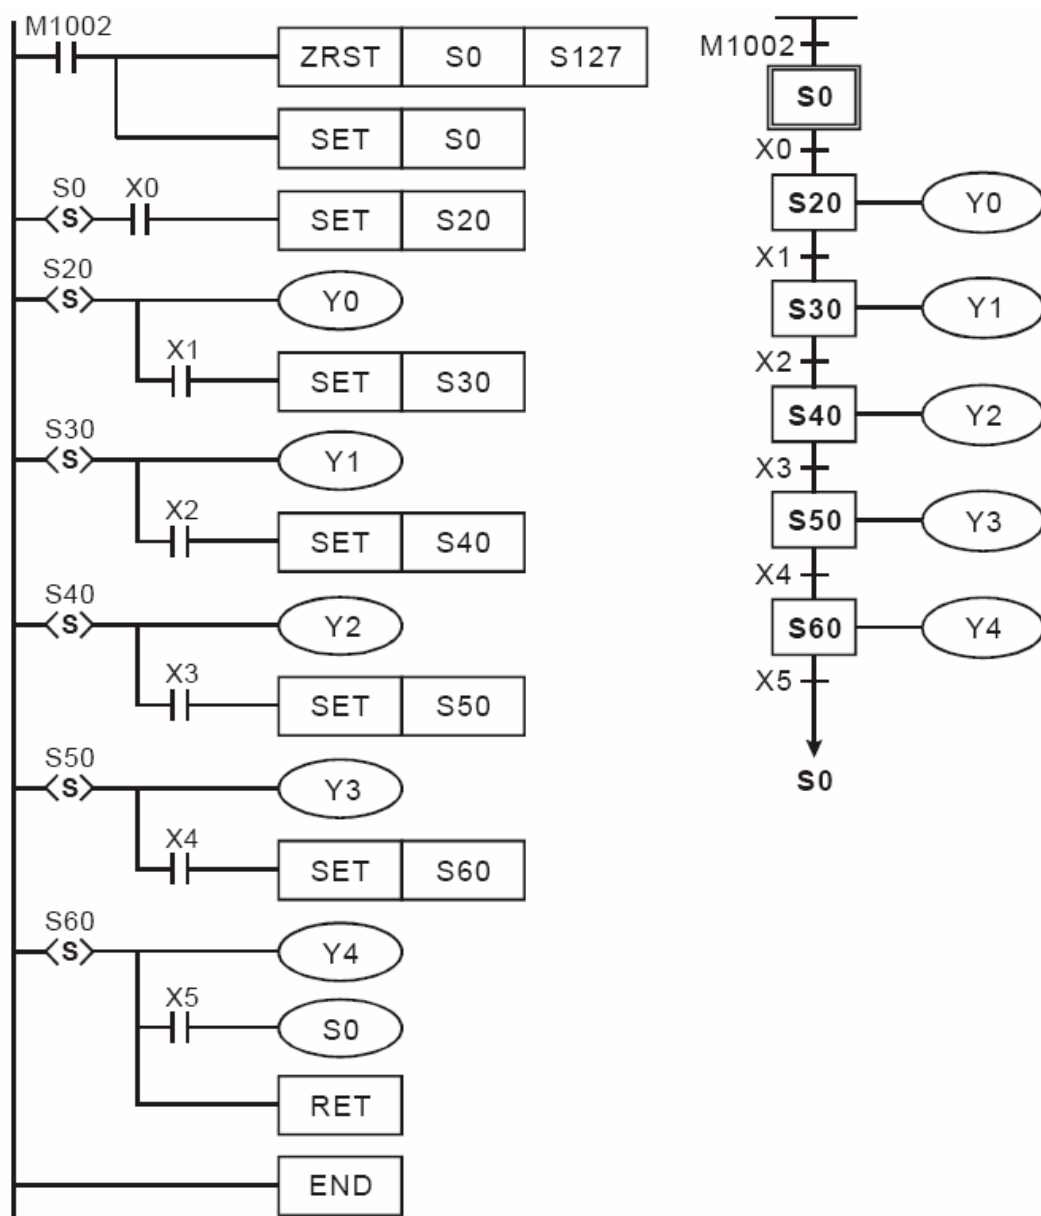 M1002
ZRST S0 S127
SET S0
S0 X0
S SET S20
S20
S Y0
X1
SET S30
S30
S Y1
X2
SET S40
S40
S Y2
X3
SET S50
S50
S Y3
X4
SET S60
S60
S Y4
X5
S0
RET
END
M1002
S0
X0
S20 Y0
X1
S30 Y1
X2
S40 Y2
X3
S50 Y3
X4
S60 Y4
X5
S0